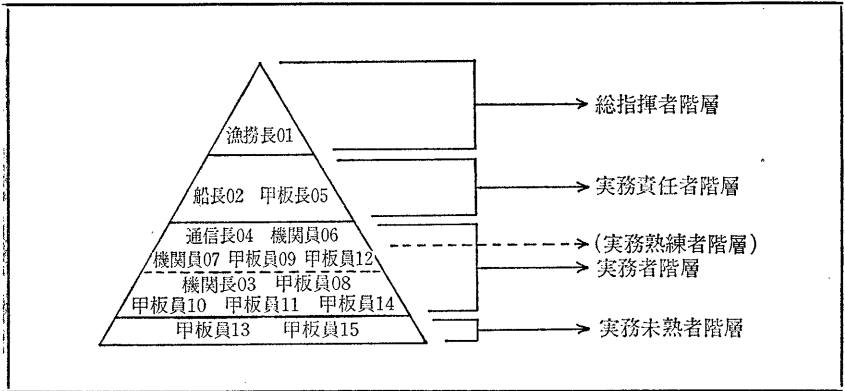 漁撈長01
総指揮者階層
船長02 甲板長05
実務責任者階層
通信長04 機関員06
機関員07 甲板員09 甲板員12
(実務熟練者階層)
実務者階層
機関長03 甲板員08
甲板員10 甲板員11 甲板員14
甲板員13 甲板員15
実務未熟者階層